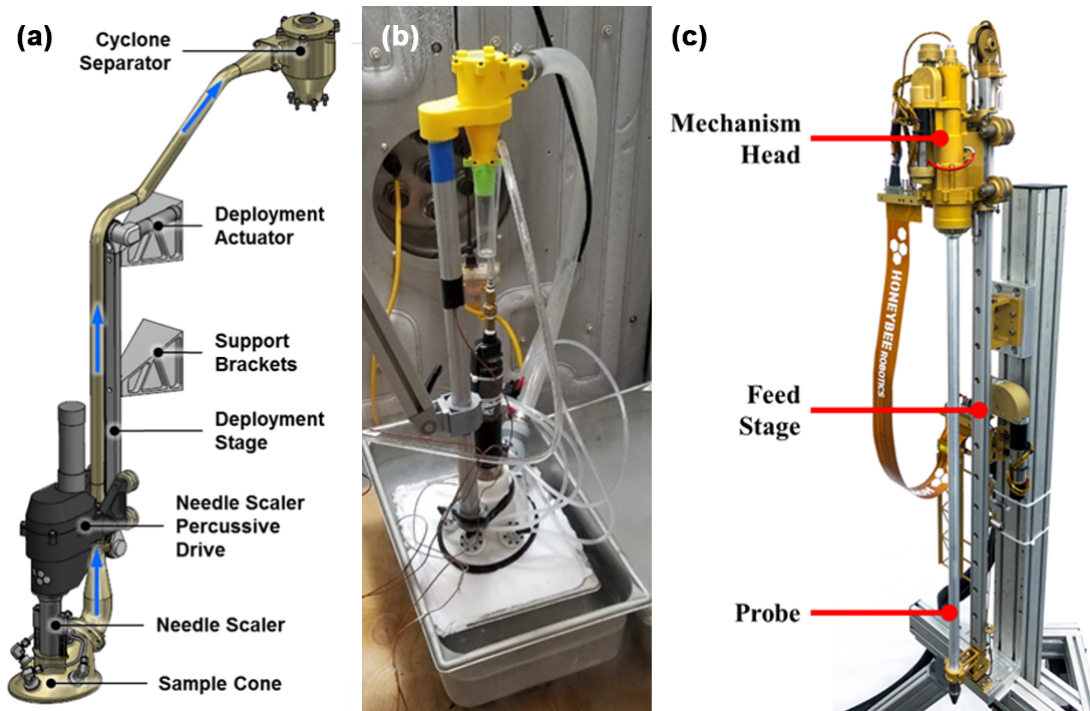 (a)
Cyclone
Separator
Deployment
Actuator
Support
Brackets
Deployment
Stage
Needle Scaler
Percussive
Drive
Needle Scaler
Sample Cone
(b)
(c)
Mechanism
Head
HONEYBEE ROBOTICS
Feed
Stage
Probe